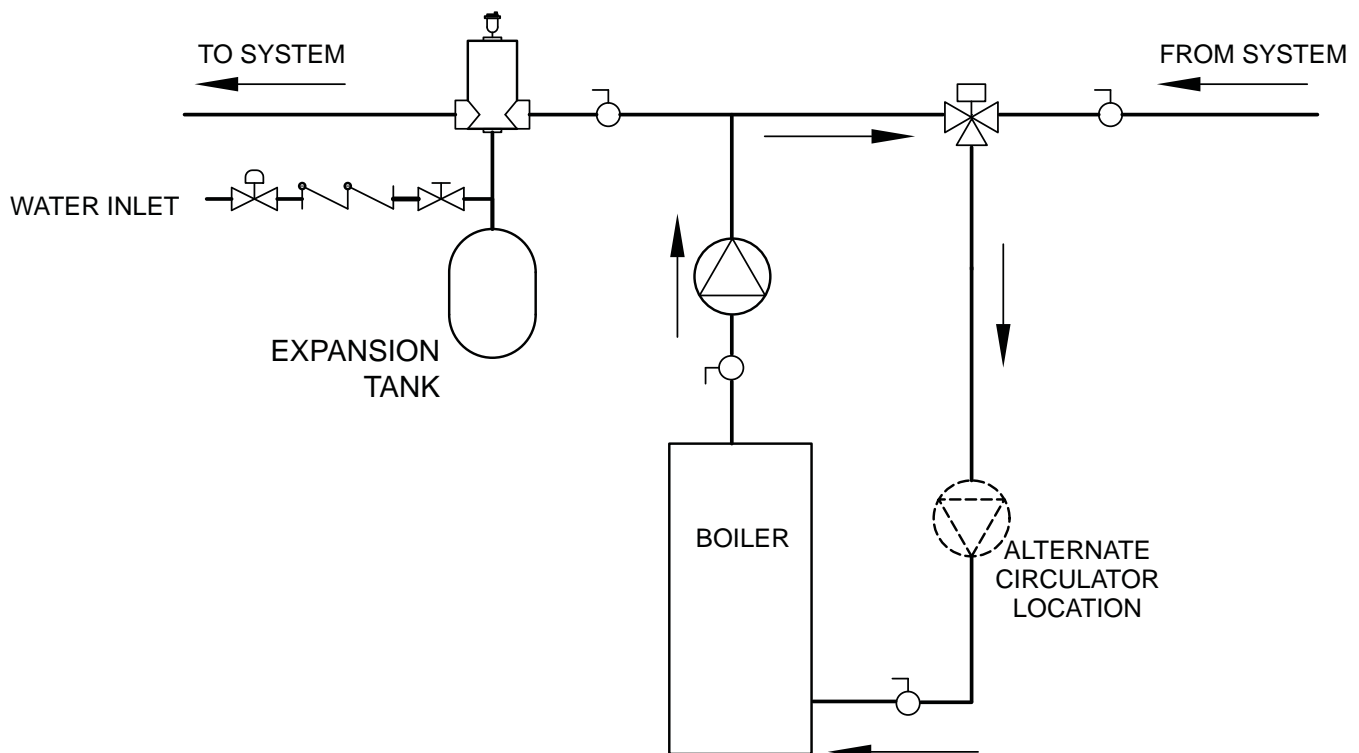 TO SYSTEM
FROM SYSTEM
WATER INLET
EXPANSION
TANK
BOILER
ALTERNATE
CIRCULATOR
LOCATION